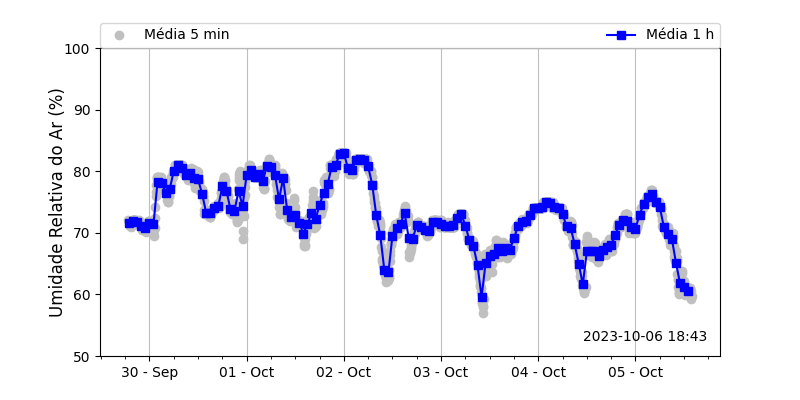 Média 5 min
Média 1 h
Umidade Relativa do Ar (%)
100
90
80
70
60
50
2023-10-06 18:43
30 - Sep
01 - Oct
02 - Oct
03 - Oct
04 - Oct
05 - Oct